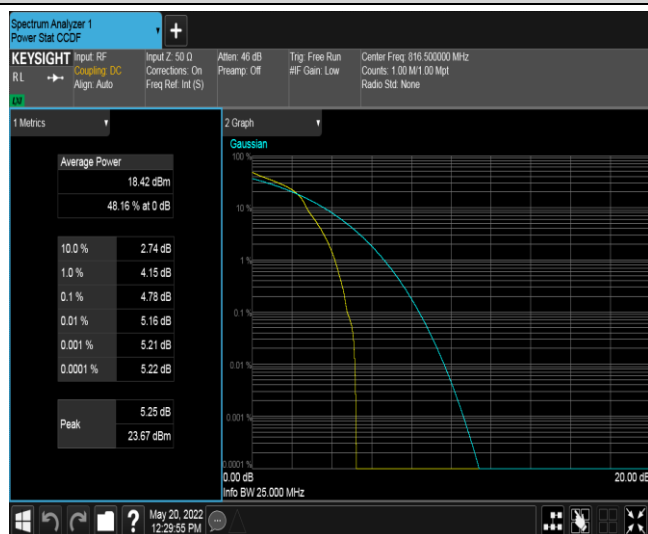 Spectrum Analyzer 1
Power Stat CCDF
KEYSIGHT
RL
Input: RF
Coupling: DC
Align: Auto
Input Z: 50 Ω
Corrections: On
Freq Ref: Int (S)
Atten: 46 dB
Preamp: Off
Trig: Free Run
#IF Gain: Low
Center Freq: 816.500000 MHz
Counts: 1.00 M/1.00 Mpt
Radio Std: None
LXI
1 Metrics
Average Power
18.42 dBm
48.16 % at 0 dB
10.0 % 2.74 dB
1.0 % 4.15 dB
0.1 % 4.78 dB
0.01 % 5.16 dB
0.001 % 5.21 dB
0.0001 % 5.22 dB
Peak
5.25 dB
23.67 dBm
2 Graph
Gaussian
100 %
10 %
1 %
0.1 %
0.01 %
0.001 %
0.0001 %
0.00 dB
20.00 dB
Info BW 25.000 MHz
?
May 20, 2022
12:29:55 PM